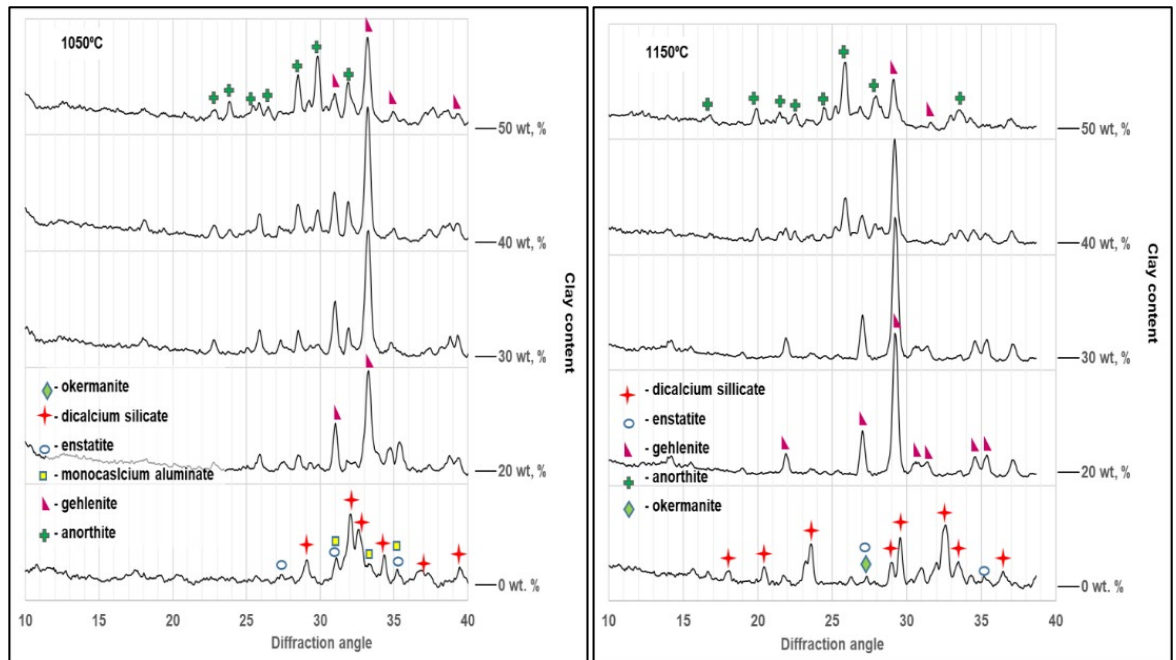 1050ºC
50 wt, %
40 wt, %
30 wt, %
20 wt, %
0 wt. %
Clay content
- okermanite
- dicalcium silicate
- enstatite
- monocaslcium aluminate
- gehlenite
- anorthite
10 15 20 25 30 35 40
Diffraction angle
1150ºC
50 wt, %
40 wt, %
30 wt, %
20 wt, %
0 wt. %
Clay content
- dicalcium sillicate
- enstatite
- gehlenite
- anorthite
- okermanite
10 15 20 25 30 35 40
Diffraction angle